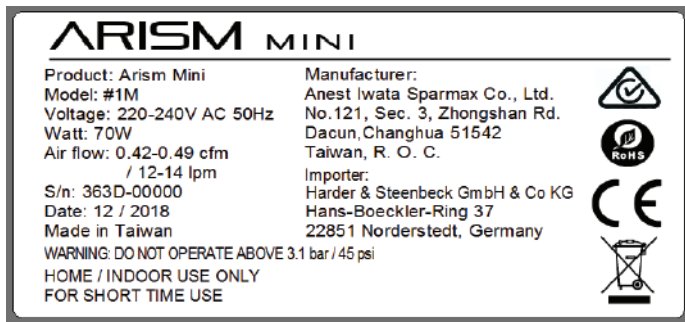 ARISM MINI
Product: Arism Mini
Model: #1M
Voltage: 220-240V AC 50Hz
Watt: 70W
Air flow: 0.42-0.49 cfm
/ 12-14 lpm
S/n: 363D-00000
Date: 12 / 2018
Made in Taiwan
Manufacturer:
Anest Iwata Sparmax Co., Ltd.
No.121, Sec. 3, Zhongshan Rd.
Dacun,Changhua 51542
Taiwan, R. O. C.
Importer:
Harder & Steenbeck GmbH & Co KG
Hans-Boeckler-Ring 37
22851 Norderstedt, Germany
WARNING: DO NOT OPERATE ABOVE 3.1 bar / 45 psi
HOME / INDOOR USE ONLY
FOR SHORT TIME USE
RoHS
CE